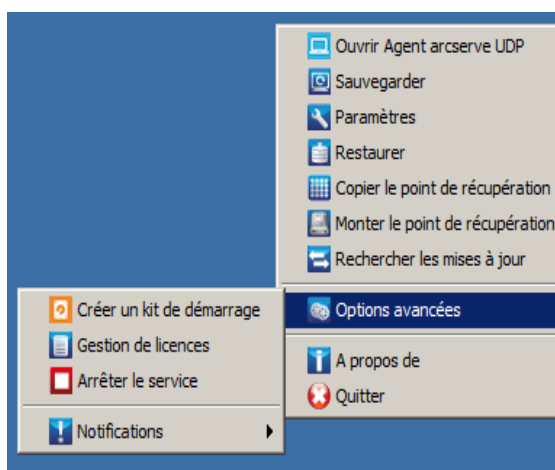 Ouvrir Agent arcserve UDP
Sauvegarder
Paramètres
Restaurer
Copier le point de récupération
Monter le point de récupération
Rechercher les mises à jour
Options avancées
A propos de
Quitter
Créer un kit de démarrage
Gestion de licences
Arrêter le service
Notifications